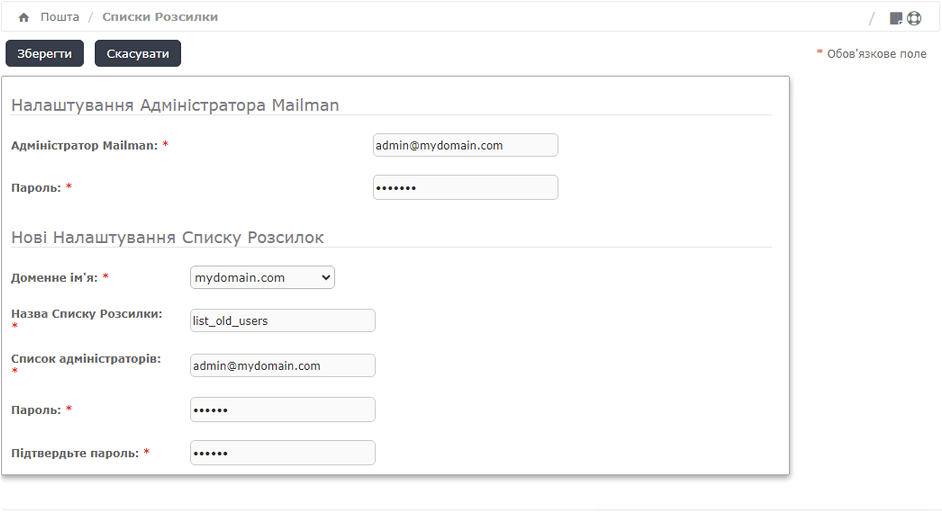 Пошта / Списки Розсилки /
Зберегти Скасувати * Обов'язкове поле
Налаштування Адміністратора Mailman
Адміністратор Mailman: * admin@mydomain.com
Пароль: * •••••••
Нові Налаштування Списку Розсилок
Доменне ім'я: * mydomain.com
Назва Списку Розсилки:
* list_old_users
Список адміністраторів:
* admin@mydomain.com
Пароль: * ••••••
Підтвердьте пароль: * ••••••